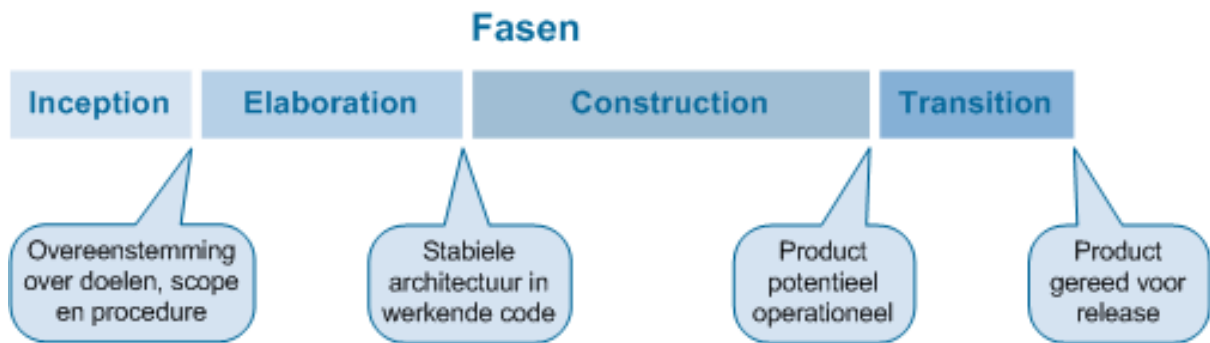 Fasen
Inception
Elaboration
Construction
Transition
Overeenstemming
over doelen, scope
en procedure
Stabiele
architectuur in
werkende code
Product
potentieel
operationeel
Product
gereed voor
release